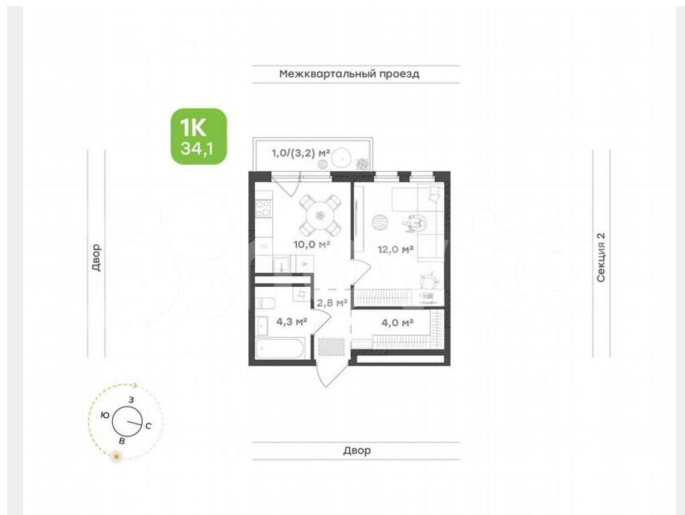 Межквартальный проезд
1К
34,1
1,0/(3,2) м²
10,0 м²
12,0 м²
Двор
Секция 2
2,8 м²
4,3 м²
4,0 м²
З
Ю
С
В
Двор